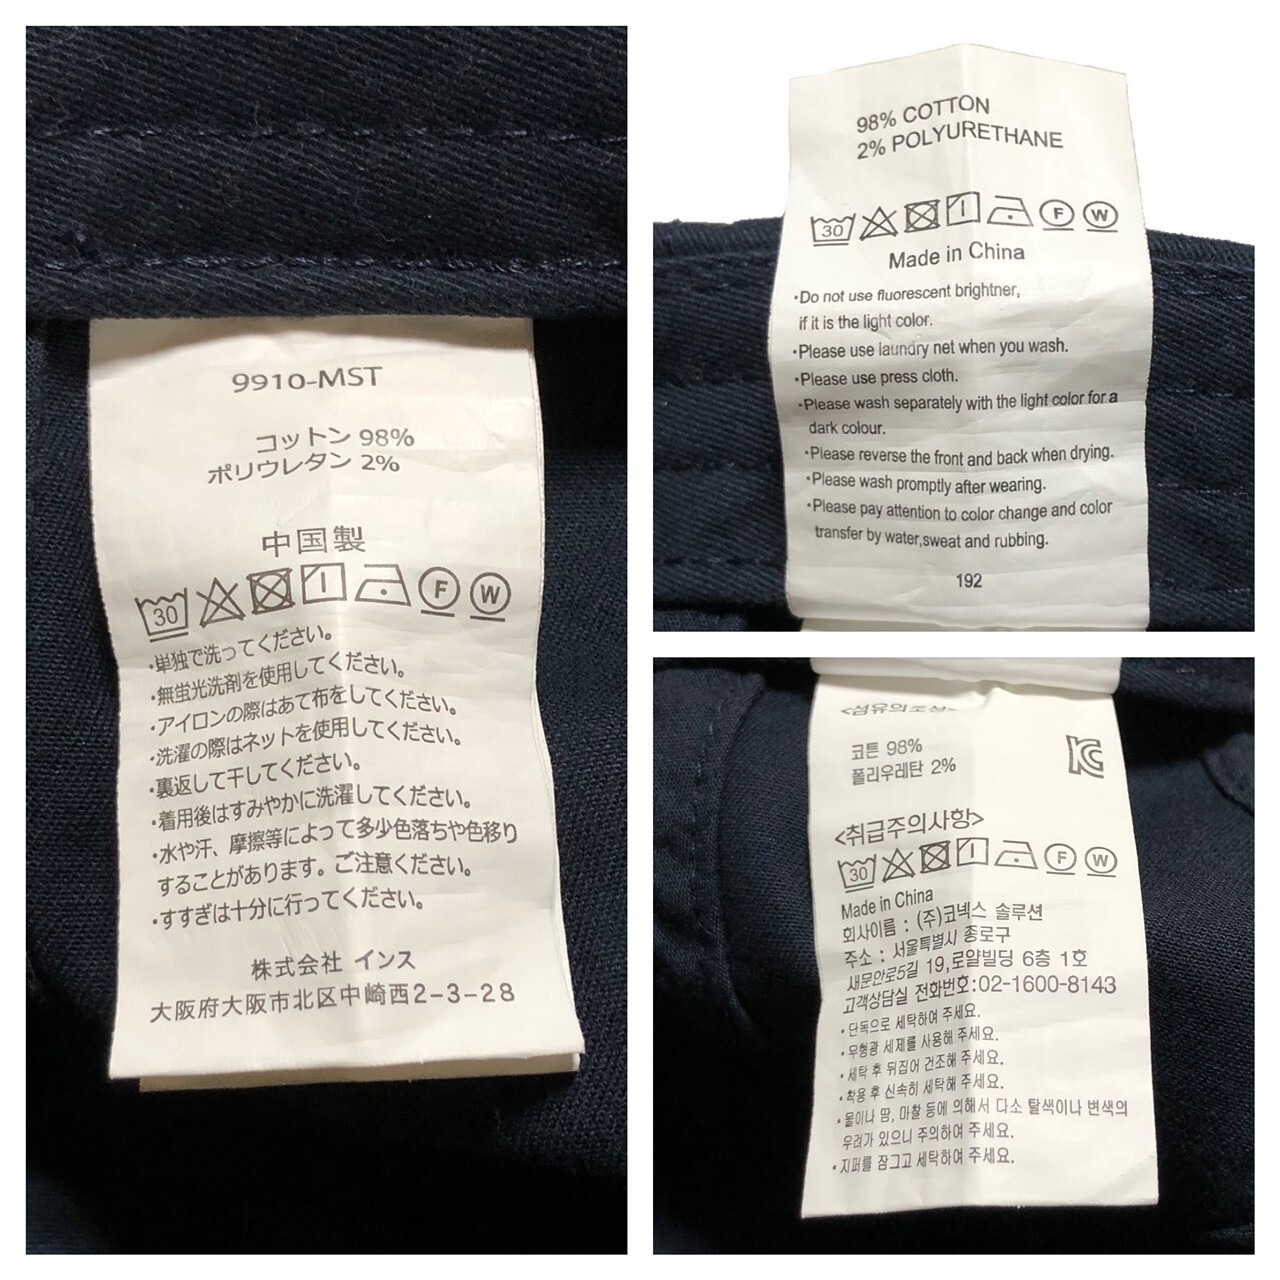 9910-MST
コットン 98%
ポリウレタン 2%
中国製
30 F W
・単独で洗ってください。
・無蛍光洗剤を使用してください。
・アイロンの際はあて布をしてください。
・洗濯の際はネットを使用してください。
・裏返して干してください。
・着用後はすみやかに洗濯してください。
・水や汗、摩擦等によって多少色落ちや色移り
することがあります。ご注意ください。
・すすぎは十分に行ってください。
株式会社 インス
大阪府大阪市北区中崎西2-3-28
98% COTTON
2% POLYURETHANE
30 F W
Made in China
・Do not use fluorescent brightner,
if it is the light color.
・Please use laundry net when you wash.
・Please use press cloth.
・Please wash separately with the light color for a
dark colour.
・Please reverse the front and back when drying.
・Please wash promptly after wearing.
・Please pay attention to color change and color
transfer by water,sweat and rubbing.
192
<섬유의조성>
코튼 98%
폴리우레탄 2%
<취급주의사항>
30 F W
Made in China
회사이름 : (주)코넥스 솔루션
주소 : 서울특별시 종로구
새문안로5길 19,로얄빌딩 6층 1호
고객상담실 전화번호:02-1600-8143
・단독으로 세탁하여 주세요.
・무형광 세제를 사용해 주세요.
・세탁 후 뒤집어 건조해 주세요.
・착용 후 신속히 세탁해 주세요.
・물이나 땀, 마찰 등에 의해서 다소 탈색이나 변색의
우려가 있으니 주의하여 주세요.
・지퍼를 잠그고 세탁하여 주세요.